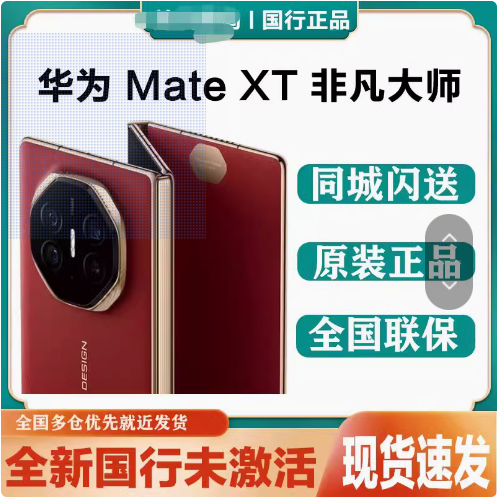 国行正品
华为 Mate XT 非凡大师
同城闪送
原装正品
全国联保
DESIGN
全国多仓优先就近发货
全新国行未激活
现货速发